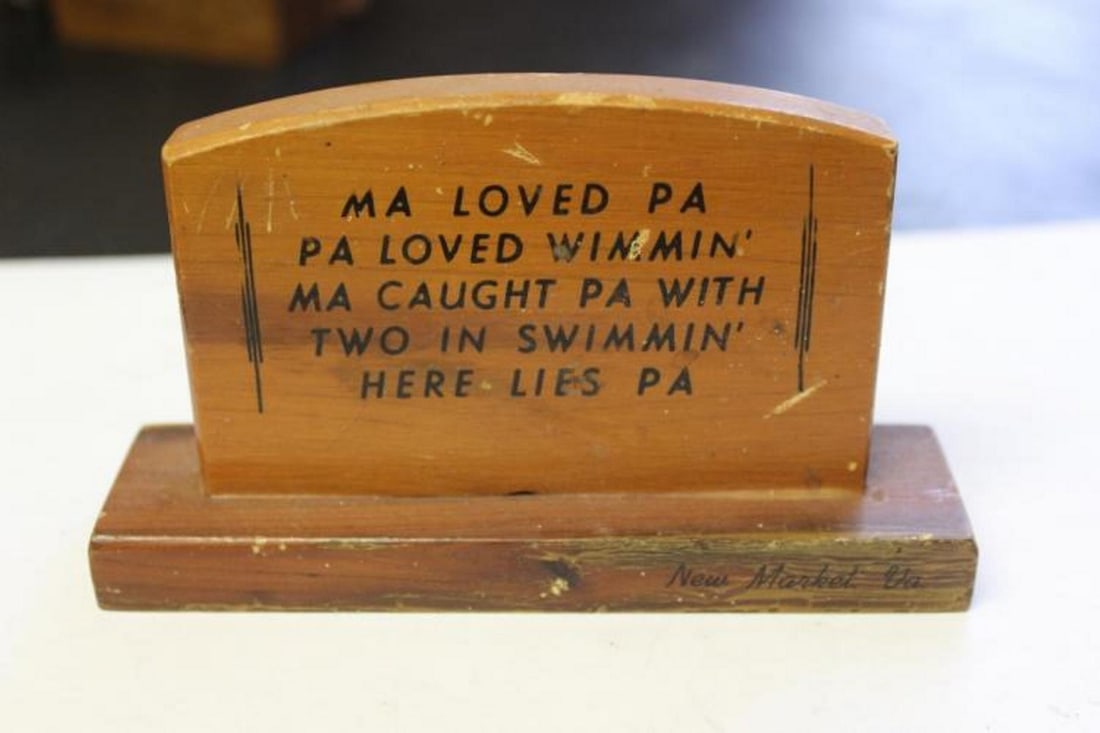 MA LOVED PA
PA LOVED WIMMIN'
MA CAUGHT PA WITH
TWO IN SWIMMIN'
HERE LIES PA
New Market Va